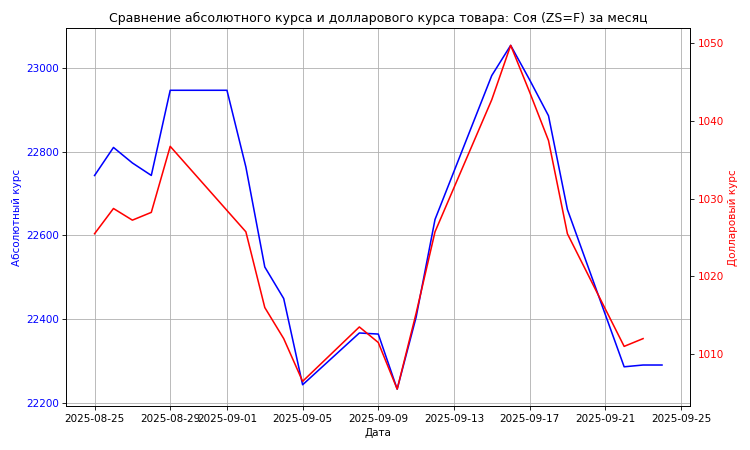 Сравнение абсолютного курса и долларового курса товара: Соя (ZS=F) за месяц
Абсолютный курс
23000
22800
22600
22400
22200
1050
1040
1030
1020
1010
Долларовый курс
2025-08-25 2025-08-29 2025-09-01 2025-09-05 2025-09-09 2025-09-13 2025-09-17 2025-09-21 2025-09-25
Дата